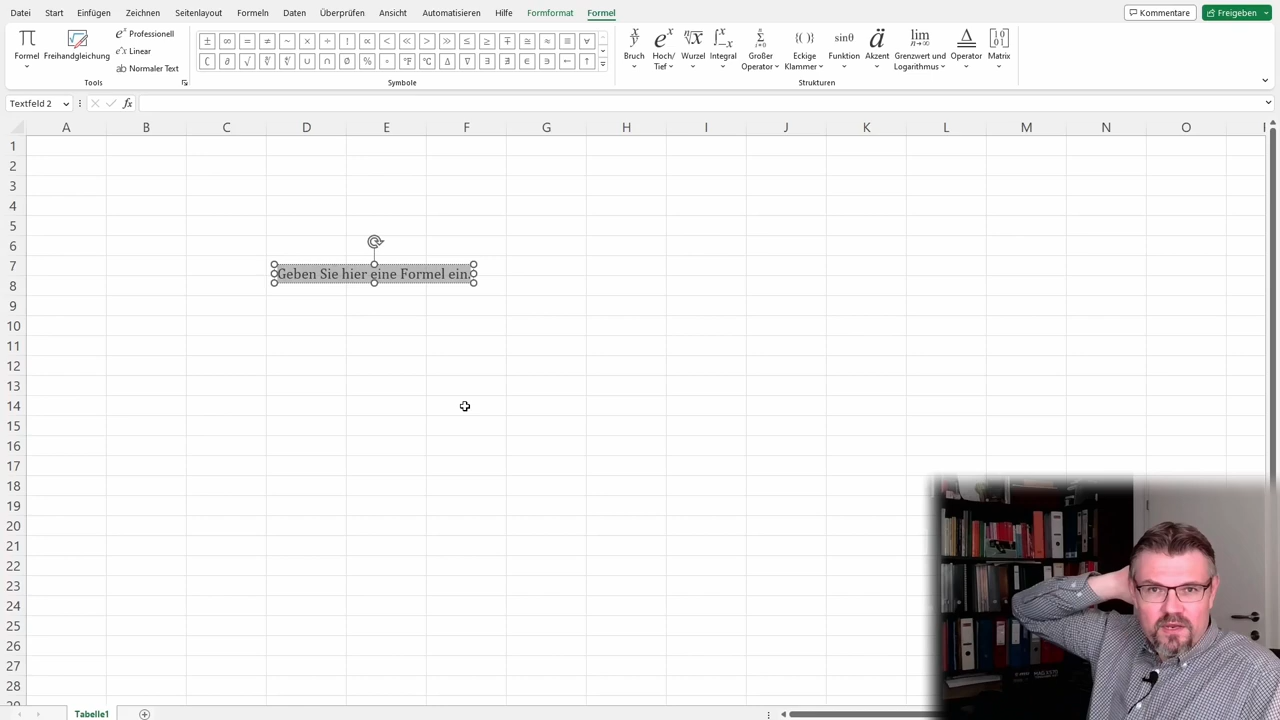 Datei Start Einfügen Zeichnen Seitenlayout Formeln Daten Überprüfen Ansicht Automatisieren Hilfe Formformat Formel Kommentare Freigeben
Formel Freihandgleichung
Professionell
Linear
Normaler Text
Tools
Symbole
Bruch Hoch/ Tief Wurzel Integral Großer Operator Eckige Klammer Funktion Akzent Grenzwert und Logarithmus Operator Matrix
Strukturen
Textfeld 2 fx
A B C D E F G H I J K L M N O
1
2
3
4
5
6
7
8
9
10
11
12
13
14
15
16
17
18
19
20
21
22
23
24
25
26
27
28
Geben Sie hier eine Formel ein.
Tabelle1